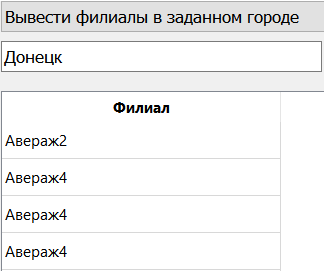 Вывести филиалы в заданном городе
Донецк
Филиал
Авераж2
Авераж4
Авераж4
Авераж4